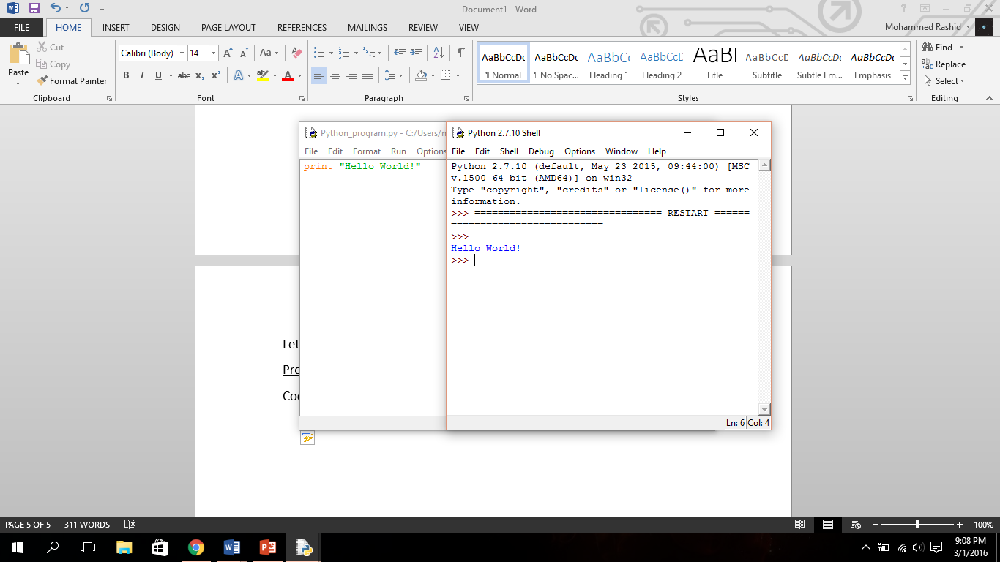 Document1 - Word
FILE HOME INSERT DESIGN PAGE LAYOUT REFERENCES MAILINGS REVIEW VIEW Mohammed Rashid
Paste
Cut
Copy
Format Painter
Clipboard
Calibri (Body) 14
B I U abc x₂ x²
Font
Paragraph
AaBbCcDc AaBbCcDc AaBbCc AaBbCcD AaB AaBbCcD AaBbCcDc AaBbCcDc
¶ Normal ¶ No Spac... Heading 1 Heading 2 Title Subtitle Subtle Em... Emphasis
Styles
Find
Replace
Select
Editing
Python_program.py - C:/Users/
File Edit Format Run Options
print "Hello World!"
Python 2.7.10 Shell
File Edit Shell Debug Options Window Help
Python 2.7.10 (default, May 23 2015, 09:44:00) [MSC
v.1500 64 bit (AMD64)] on win32
Type "copyright", "credits" or "license()" for more
information.
>>> ================================ RESTART ======
==========================
>>>
Hello World!
>>>
Ln: 6 Col: 4
Let
PAGE 5 OF 5 311 WORDS 100%
9:08 PM
3/1/2016